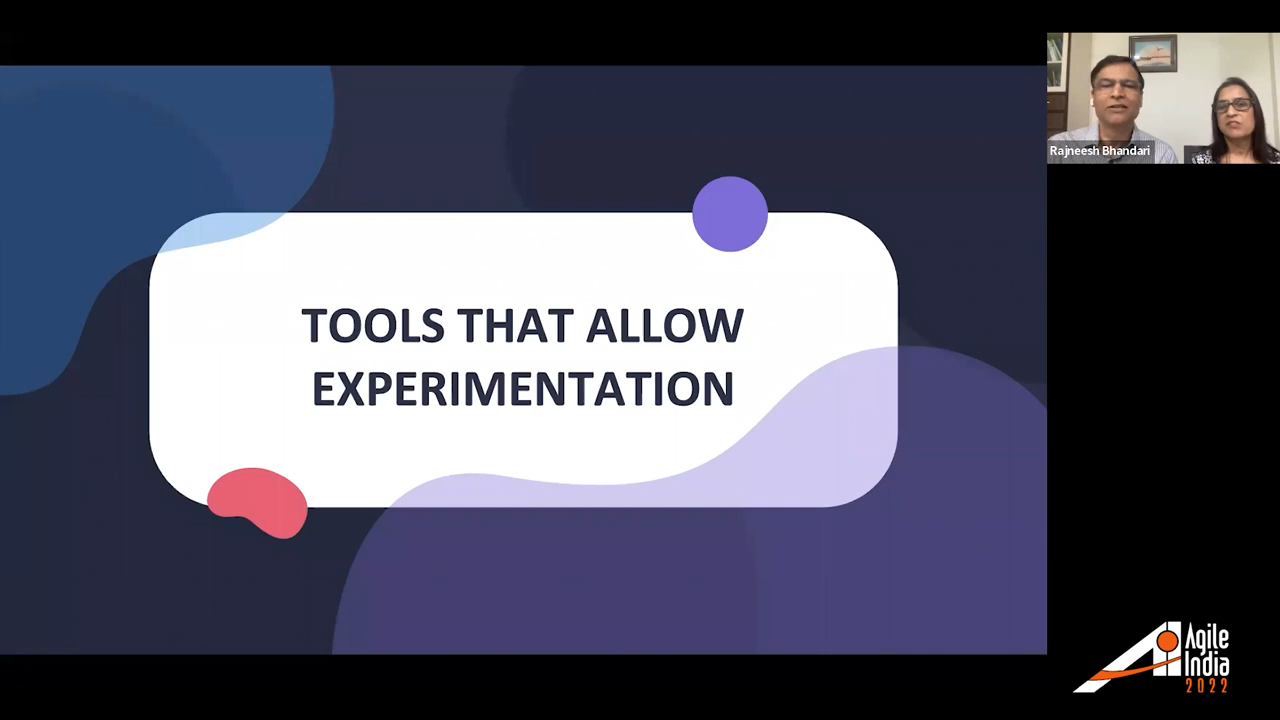 TOOLS THAT ALLOW
EXPERIMENTATION
Rajneesh Bhandari
Agile
India
2022